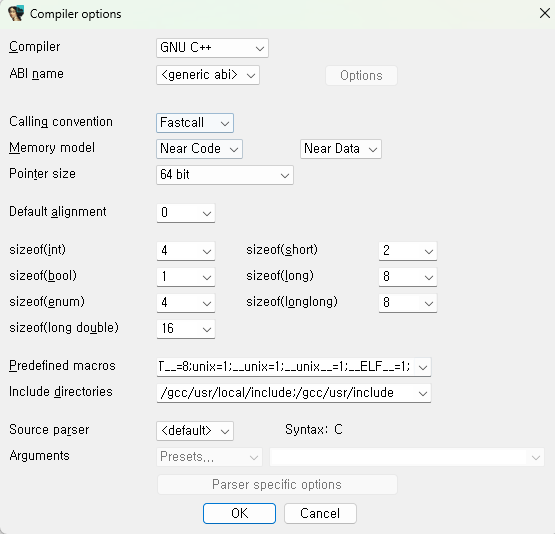 Compiler options
Compiler GNU C++
ABI name <generic abi> Options
Calling convention Fastcall
Memory model Near Code Near Data
Pointer size 64 bit
Default alignment 0
sizeof(int) 4 sizeof(short) 2
sizeof(bool) 1 sizeof(long) 8
sizeof(enum) 4 sizeof(longlong) 8
sizeof(long double) 16
Predefined macros T__=8;unix=1;__unix=1;__unix__=1;__ELF__=1;
Include directories /gcc/usr/local/include;/gcc/usr/include
Source parser <default> Syntax: C
Arguments Presets...
Parser specific options
OK Cancel